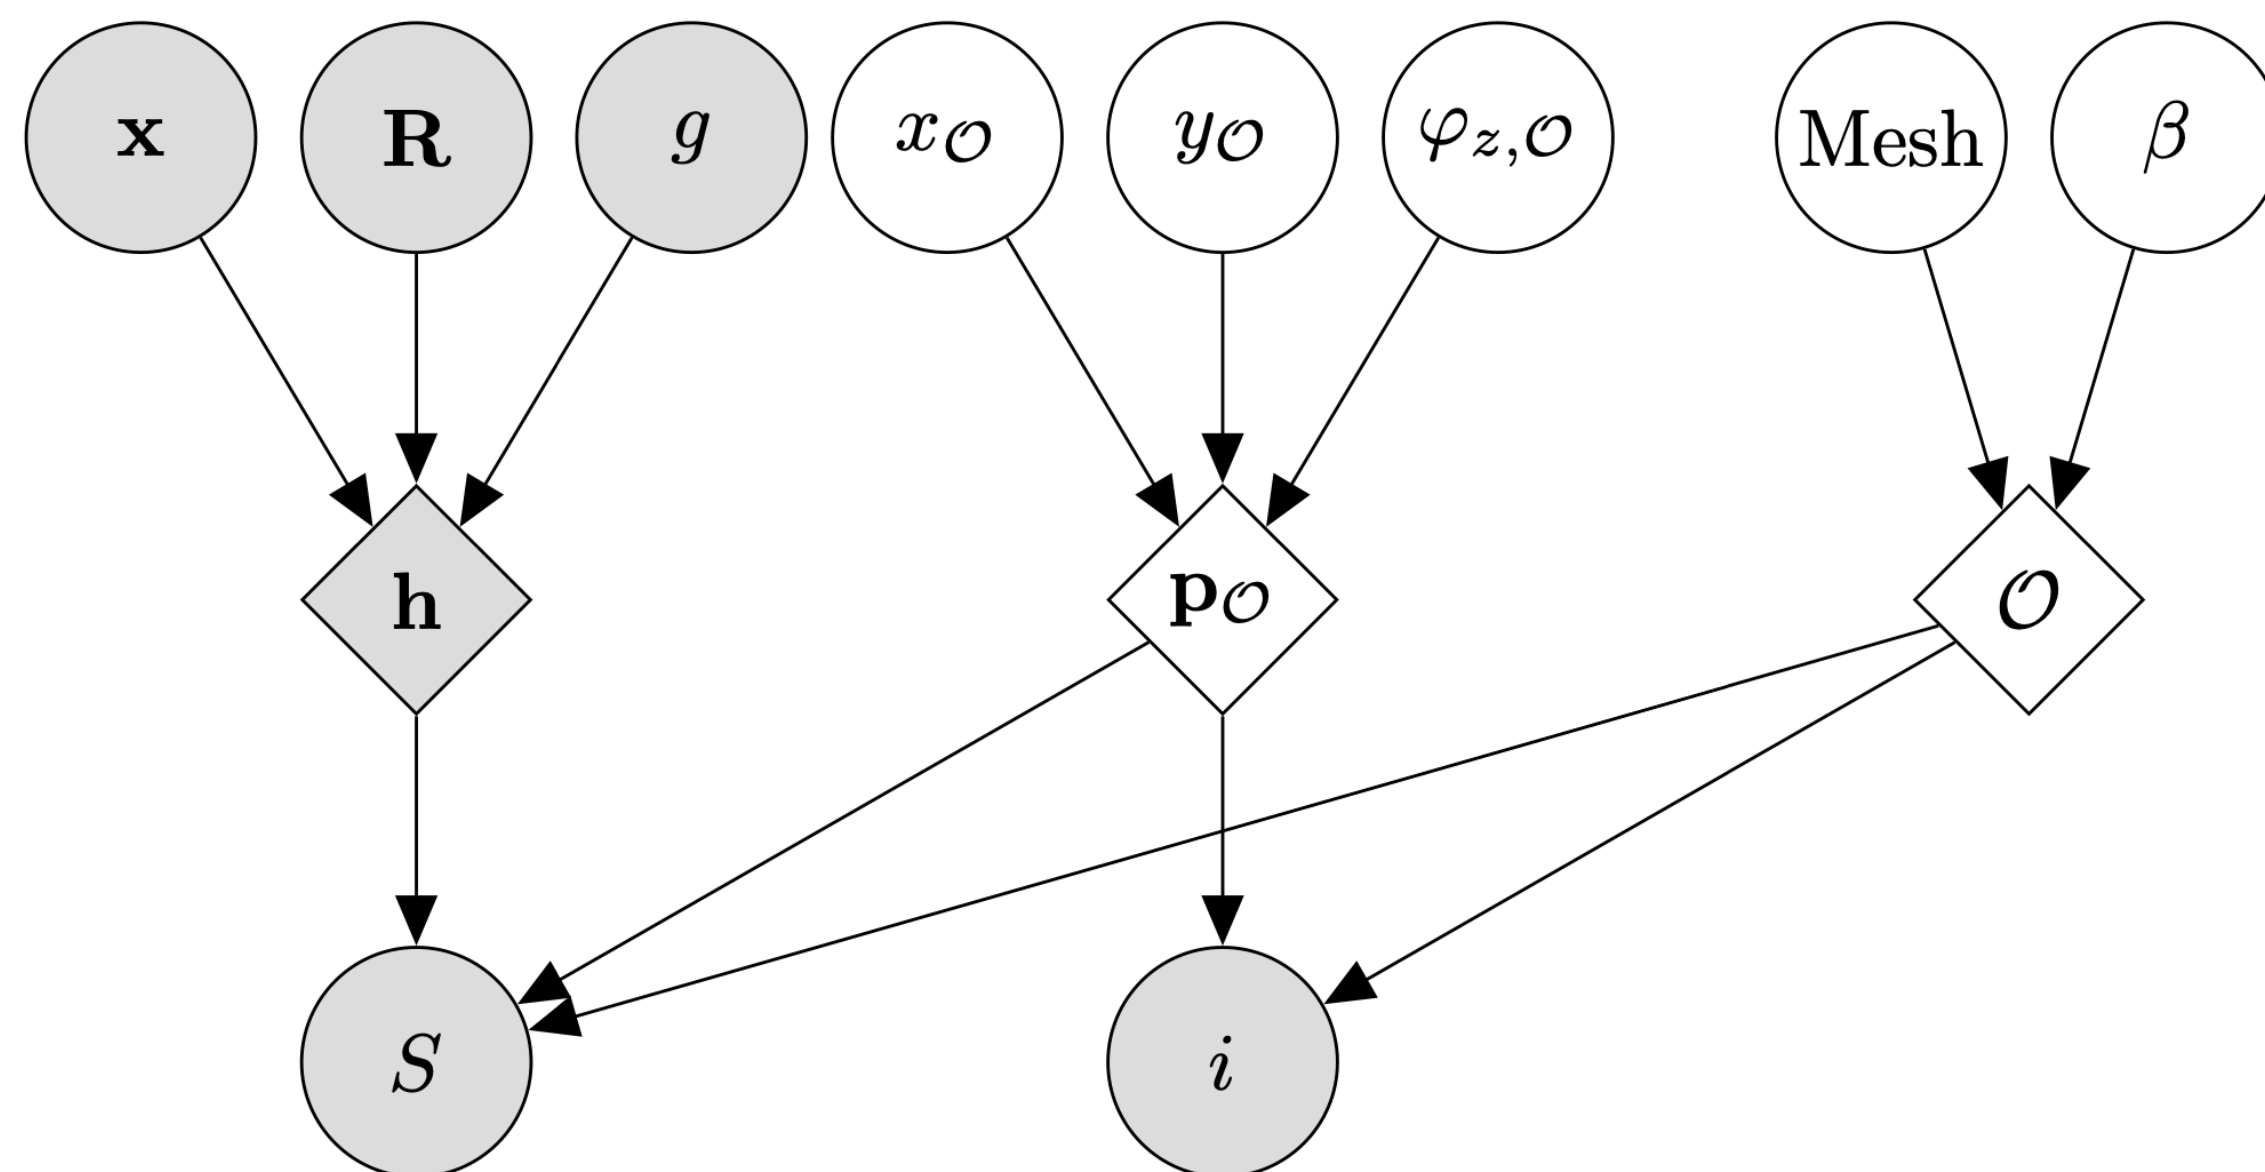 x R g x𝒪 y𝒪 φz,𝒪 Mesh β
h p𝒪 𝒪
S i